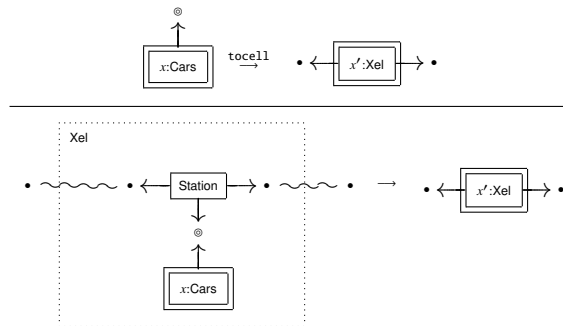 x:Cars
tocell
x′:Xel
Xel
Station
x′:Xel
x:Cars